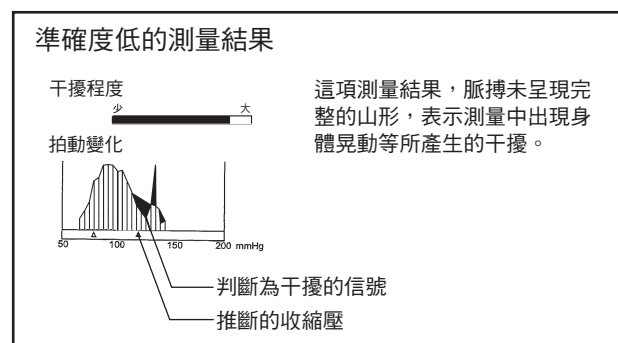 準確度低的測量結果
干擾程度
少 大
拍動變化
50 100 150 200 mmHg
判斷為干擾的信號
推斷的收縮壓
這項測量結果，脈搏未呈現完
整的山形，表示測量中出現身
體晃動等所產生的干擾。